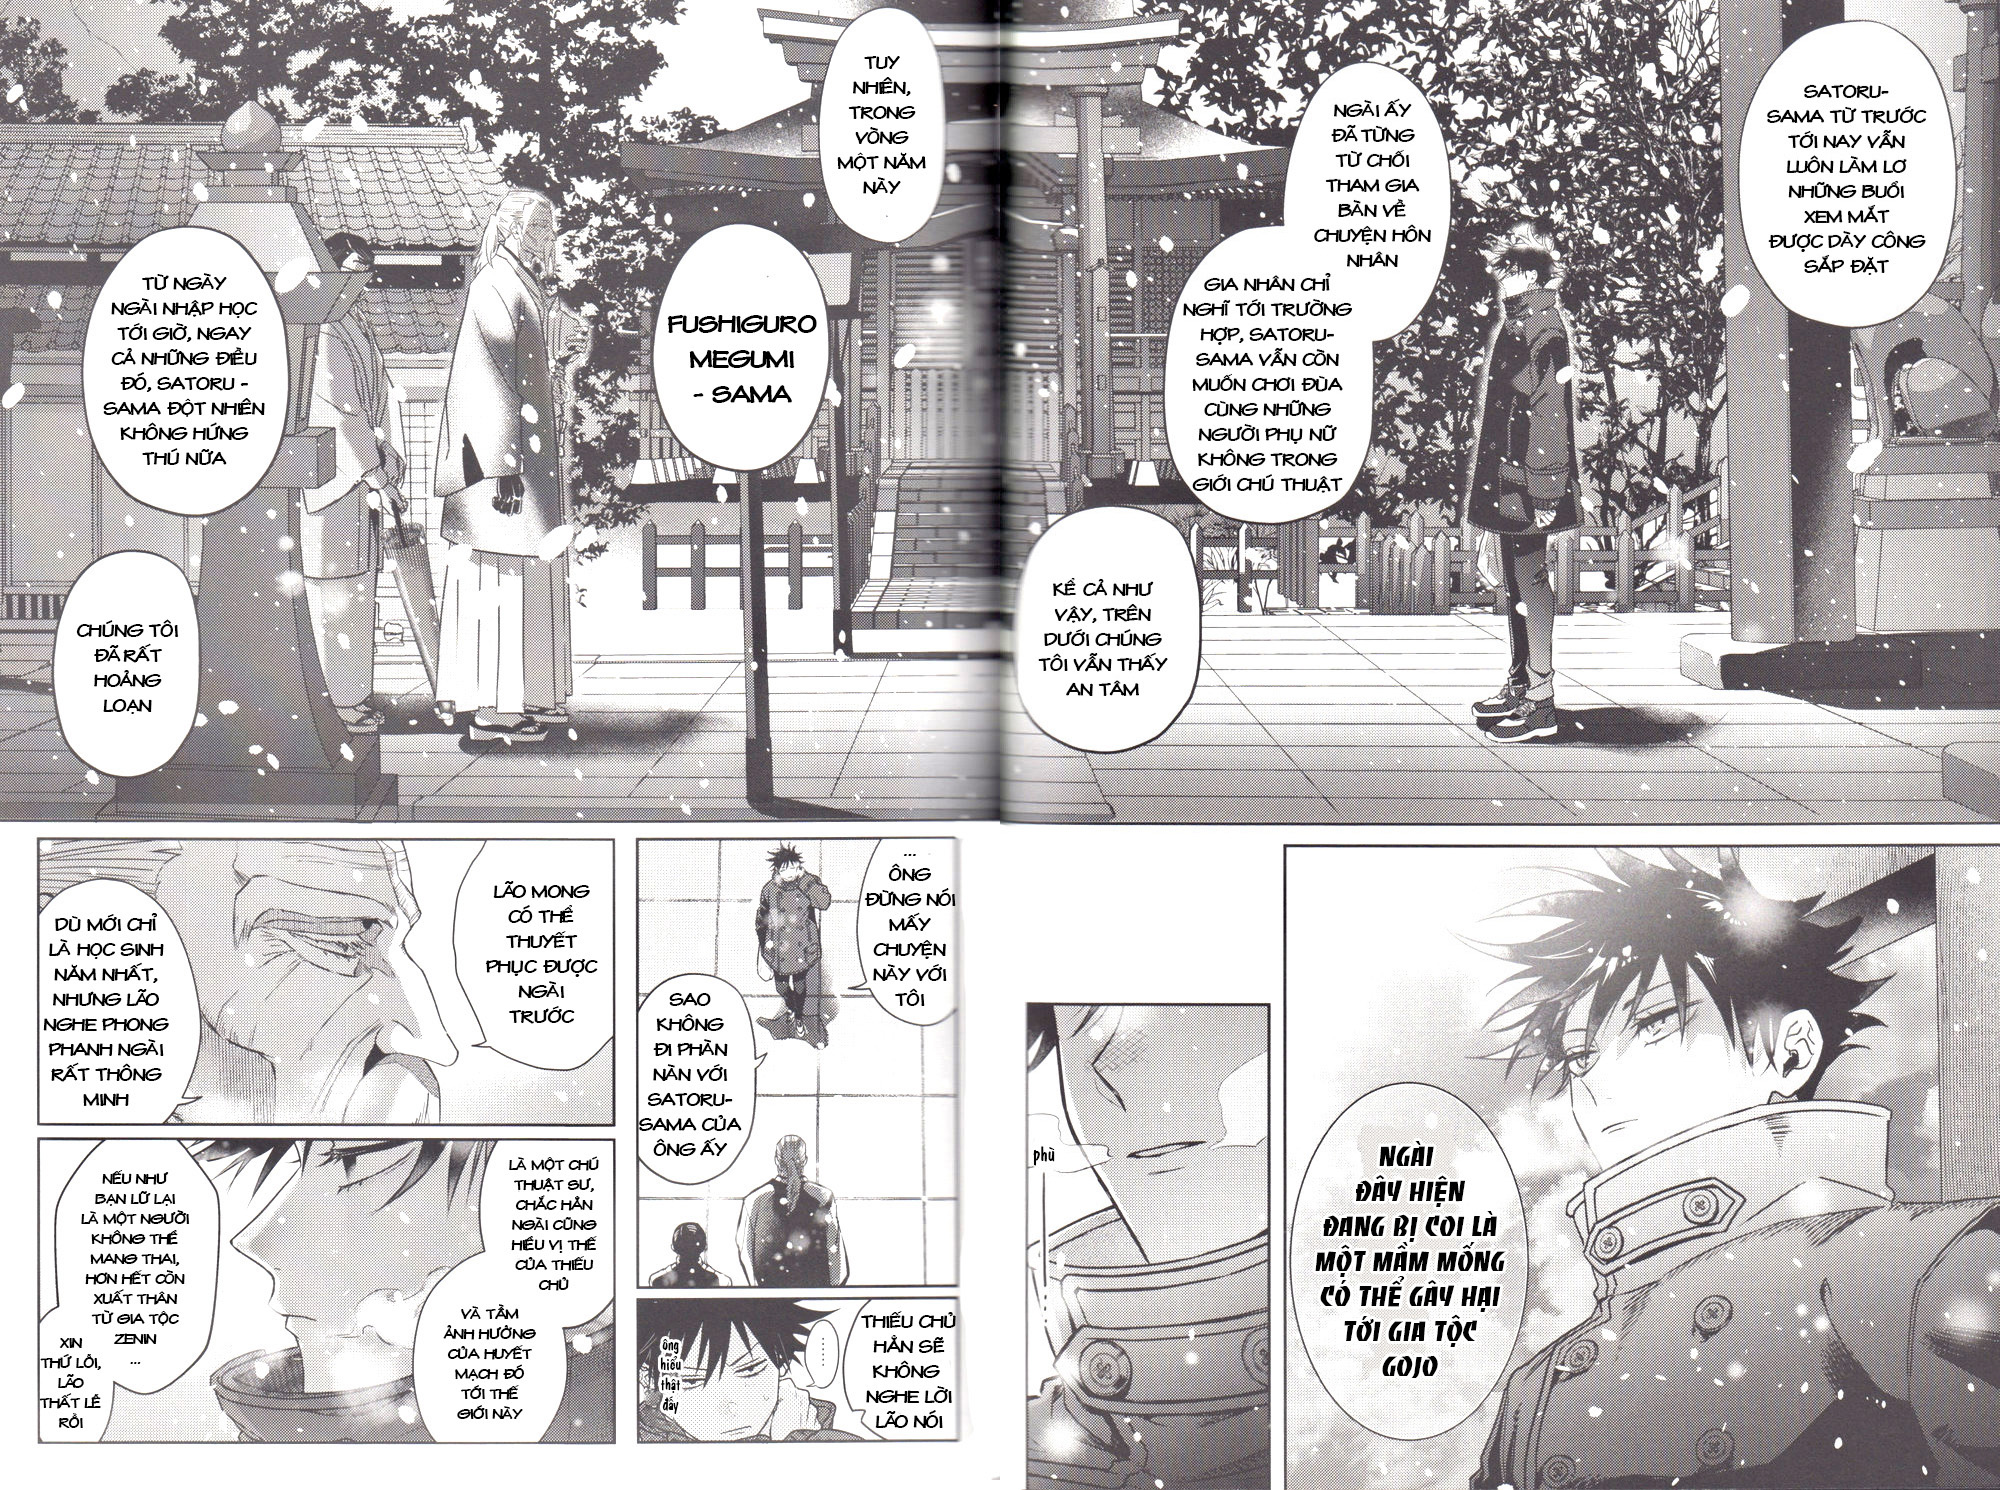 SATORU-
SAMA TỪ TRƯỚC
TỚI NAY VẪN
LUÔN LÀM LƠ
NHỮNG BUỔI
XEM MẮT
ĐƯỢC DÀY CÔNG
SẮP ĐẶT
NGÀI ẤY
ĐÃ TỪNG
TỪ CHỐI
THAM GIA
BÀN VỀ
CHUYỆN HÔN
NHÂN
GIA NHÂN CHỈ
NGHĨ TỚI TRƯỜNG
HỢP, SATORU-
SAMA VẪN CÒN
MUỐN CHƠI ĐÙA
CÙNG NHỮNG
NGƯỜI PHỤ NỮ
KHÔNG TRONG
GIỚI CHÚ THUẬT
KỂ CẢ NHƯ
VẬY, TRÊN
DƯỚI CHÚNG
TÔI VẪN THẤY
AN TÂM
TUY
NHIÊN,
TRONG
VÒNG
MỘT NĂM
NÀY
FUSHIGURO
MEGUMI
- SAMA
TỪ NGÀY
NGÀI NHẬP HỌC
TỚI GIỜ, NGAY
CẢ NHỮNG ĐIỀU
ĐÓ, SATORU -
SAMA ĐỘT NHIÊN
KHÔNG HỨNG
THÚ NỮA
CHÚNG TÔI
ĐÃ RẤT
HOẢNG
LOẠN
NGÀI
ĐÂY HIỆN
ĐANG BỊ COI LÀ
MỘT MẦM MỐNG
CÓ THỂ GÂY HẠI
TỚI GIA TỘC
GOJO
phù
...
ÔNG
ĐỪNG NÓI
MẤY
CHUYỆN
NÀY VỚI
TÔI
SAO
KHÔNG
ĐI PHÀN
NÀN VỚI
SATORU-
SAMA CỦA
ÔNG ẤY
THIẾU CHỦ
HẲN SẼ
KHÔNG
NGHE LỜI
LÃO NÓI
......
ông
hiểu
thật
đấy
LÃO MONG
CÓ THỂ
THUYẾT
PHỤC ĐƯỢC
NGÀI
TRƯỚC
DÙ MỚI CHỈ
LÀ HỌC SINH
NĂM NHẤT,
NHƯNG LÃO
NGHE PHONG
PHANH NGÀI
RẤT THÔNG
MINH
LÀ MỘT CHÚ
THUẬT SƯ,
CHẮC HẲN
NGÀI CŨNG
HIỂU VỊ THẾ
CỦA THIẾU
CHỦ
VÀ TẦM
ẢNH HƯỞNG
CỦA HUYẾT
MẠCH ĐÓ
TỚI THẾ
GIỚI NÀY
NẾU NHƯ
BẠN LỮ LẠI
LÀ MỘT NGƯỜI
KHÔNG THỂ
MANG THAI,
HƠN HẾT CÒN
XUẤT THÂN
TỪ GIA TỘC
ZENIN
...
XIN
THỨ LỖI,
LÃO
THẤT LỄ
RỒI